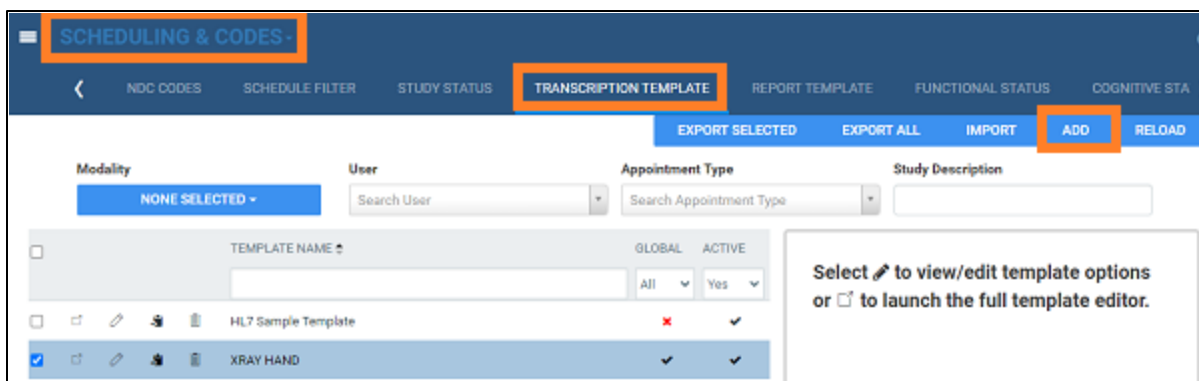 SCHEDULING & CODES
NDC CODES SCHEDULE FILTER STUDY STATUS TRANSCRIPTION TEMPLATE REPORT TEMPLATE FUNCTIONAL STATUS COGNITIVE STA
EXPORT SELECTED EXPORT ALL IMPORT ADD RELOAD
Modality User Appointment Type Study Description
NONE SELECTED Search User Search Appointment Type
TEMPLATE NAME GLOBAL ACTIVE
All Yes
Select to view/edit template options
or to launch the full template editor.
HL7 Sample Template
XRAY HAND